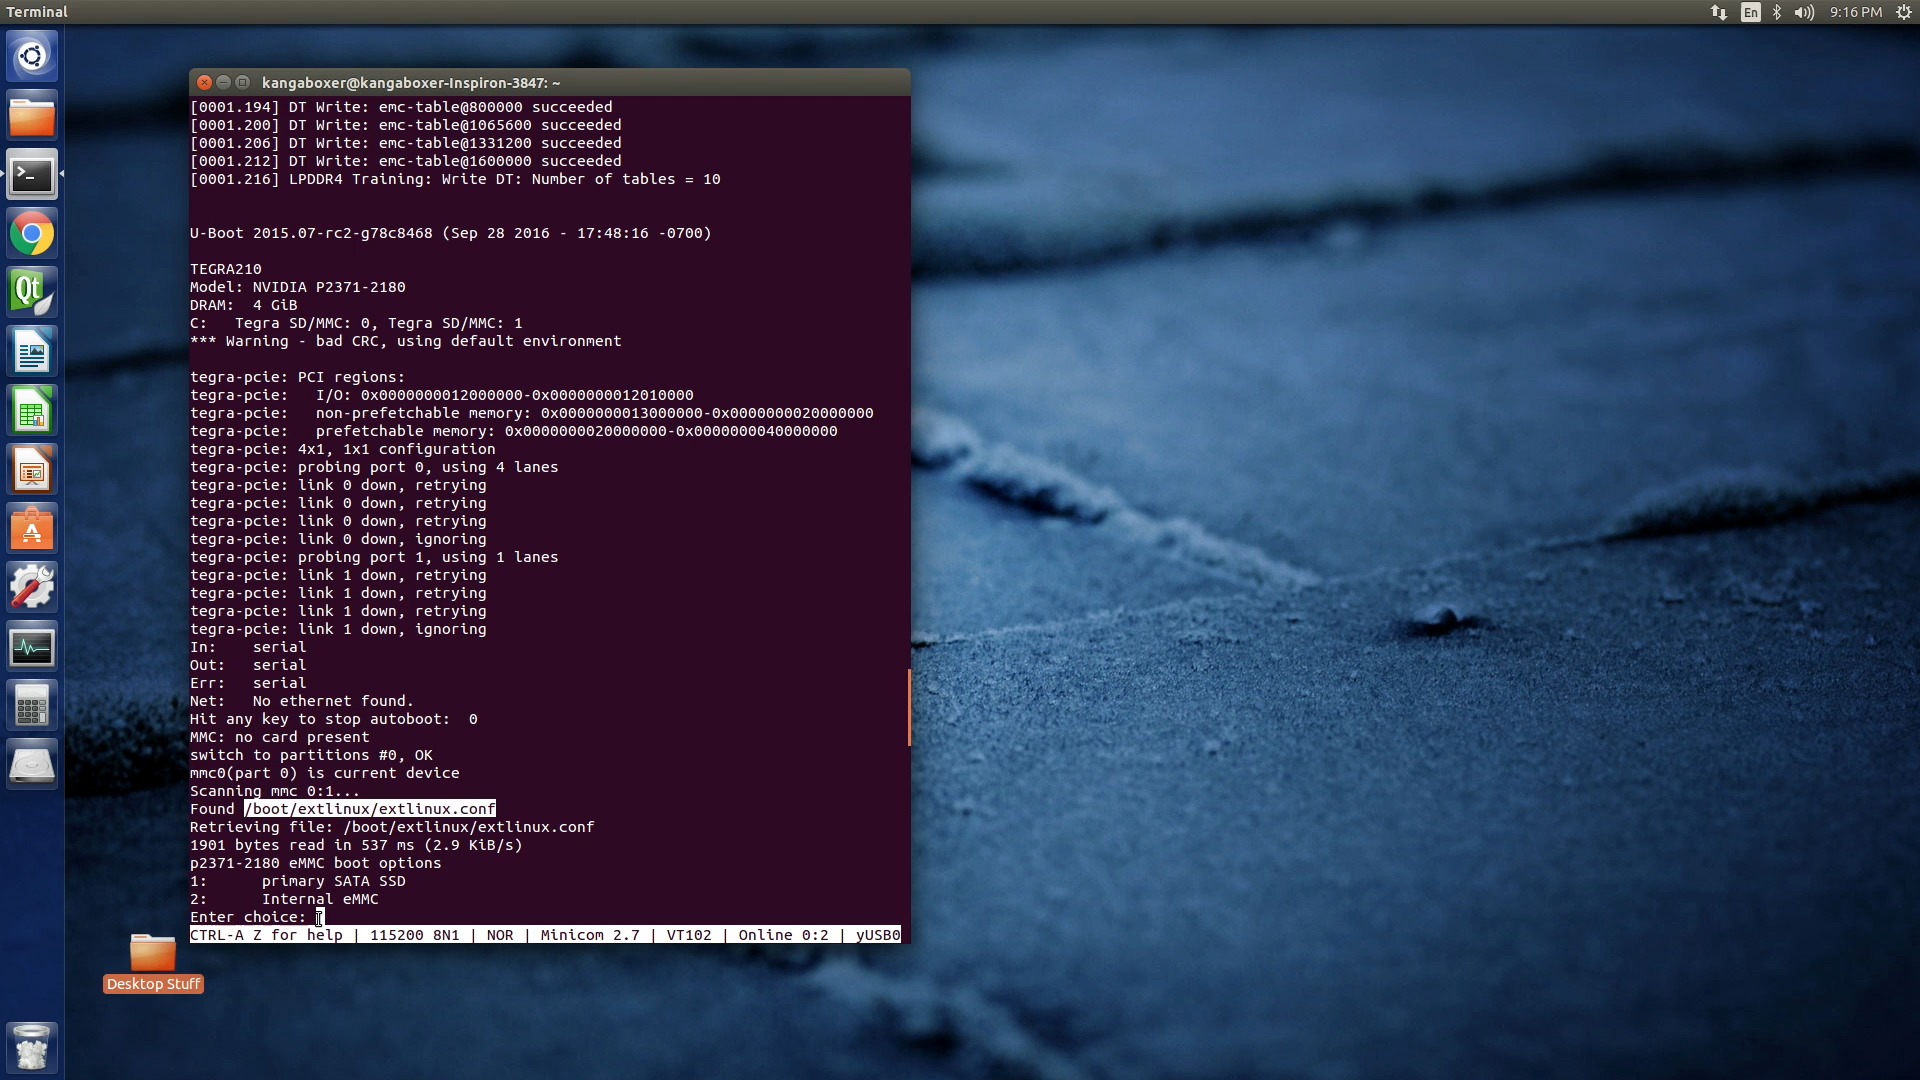 Terminal
En
9:16 PM
kangaboxer@kangaboxer-Inspiron-3847: ~
[0001.194] DT Write: emc-table@800000 succeeded
[0001.200] DT Write: emc-table@1065600 succeeded
[0001.206] DT Write: emc-table@1331200 succeeded
[0001.212] DT Write: emc-table@1600000 succeeded
[0001.216] LPDDR4 Training: Write DT: Number of tables = 10
U-Boot 2015.07-rc2-g78c8468 (Sep 28 2016 - 17:48:16 -0700)
TEGRA210
Model: NVIDIA P2371-2180
DRAM:  4 GiB
C:   Tegra SD/MMC: 0, Tegra SD/MMC: 1
*** Warning - bad CRC, using default environment
tegra-pcie: PCI regions:
tegra-pcie:   I/O: 0x0000000012000000-0x0000000012010000
tegra-pcie:   non-prefetchable memory: 0x0000000013000000-0x0000000020000000
tegra-pcie:   prefetchable memory: 0x0000000020000000-0x0000000040000000
tegra-pcie: 4x1, 1x1 configuration
tegra-pcie: probing port 0, using 4 lanes
tegra-pcie: link 0 down, retrying
tegra-pcie: link 0 down, retrying
tegra-pcie: link 0 down, retrying
tegra-pcie: link 0 down, ignoring
tegra-pcie: probing port 1, using 1 lanes
tegra-pcie: link 1 down, retrying
tegra-pcie: link 1 down, retrying
tegra-pcie: link 1 down, retrying
tegra-pcie: link 1 down, ignoring
In:    serial
Out:   serial
Err:   serial
Net:   No ethernet found.
Hit any key to stop autoboot:  0
MMC: no card present
switch to partitions #0, OK
mmc0(part 0) is current device
Scanning mmc 0:1...
Found /boot/extlinux/extlinux.conf
Retrieving file: /boot/extlinux/extlinux.conf
1901 bytes read in 537 ms (2.9 KiB/s)
p2371-2180 eMMC boot options
1:      primary SATA SSD
2:      Internal eMMC
Enter choice:
CTRL-A Z for help | 115200 8N1 | NOR | Minicom 2.7 | VT102 | Online 0:2 | yUSB0
Qt
Desktop Stuff